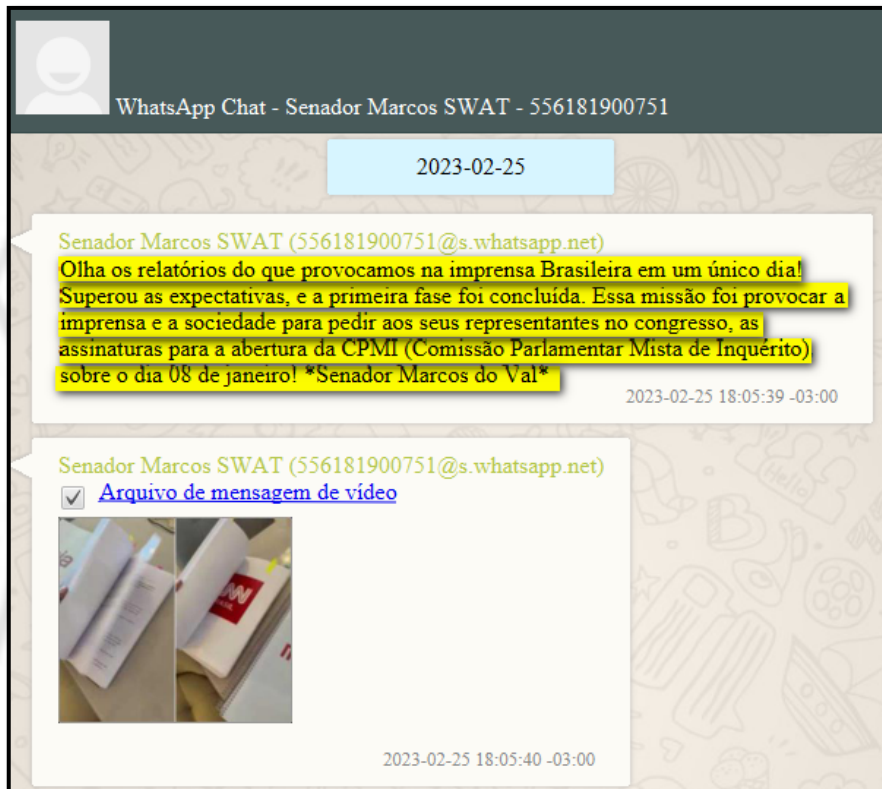 WhatsApp Chat - Senador Marcos SWAT - 556181900751
2023-02-25
Senador Marcos SWAT (556181900751@s.whatsapp.net)
Olha os relatórios do que provocamos na imprensa Brasileira em um único dia!
Superou as expectativas, e a primeira fase foi concluída. Essa missão foi provocar a
imprensa e a sociedade para pedir aos seus representantes no congresso, as
assinaturas para a abertura da CPMI (Comissão Parlamentar Mista de Inquérito)
sobre o dia 08 de janeiro! *Senador Marcos do Val*
2023-02-25 18:05:39 -03:00
Senador Marcos SWAT (556181900751@s.whatsapp.net)
Arquivo de mensagem de vídeo
2023-02-25 18:05:40 -03:00